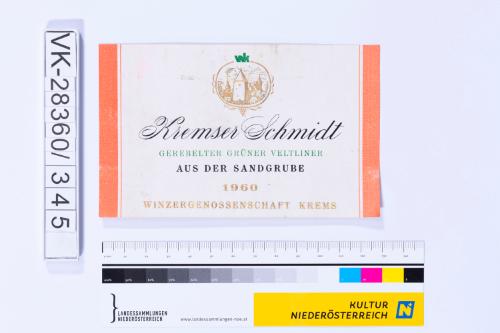 VK-28360/345
wk
Kremser Schmidt
GEREBELTER GRÜNER VELTLINER
AUS DER SANDGRUBE
1960
WINZERGENOSSENSCHAFT KREMS
LANDESSAMMLUNGEN
NIEDERÖSTERREICH
www.landessammlungen-noe.at
KULTUR
NIEDERÖSTERREICH
N